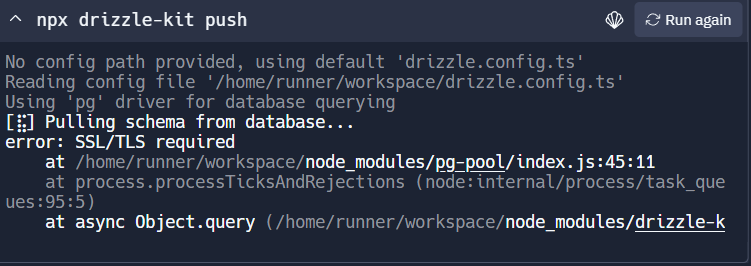 npx drizzle-kit push
Run again
No config path provided, using default 'drizzle.config.ts'
Reading config file '/home/runner/workspace/drizzle.config.ts'
Using 'pg' driver for database querying
[⣷] Pulling schema from database...
error: SSL/TLS required
    at /home/runner/workspace/node_modules/pg-pool/index.js:45:11
    at process.processTicksAndRejections (node:internal/process/task_que
ues:95:5)
    at async Object.query (/home/runner/workspace/node_modules/drizzle-k